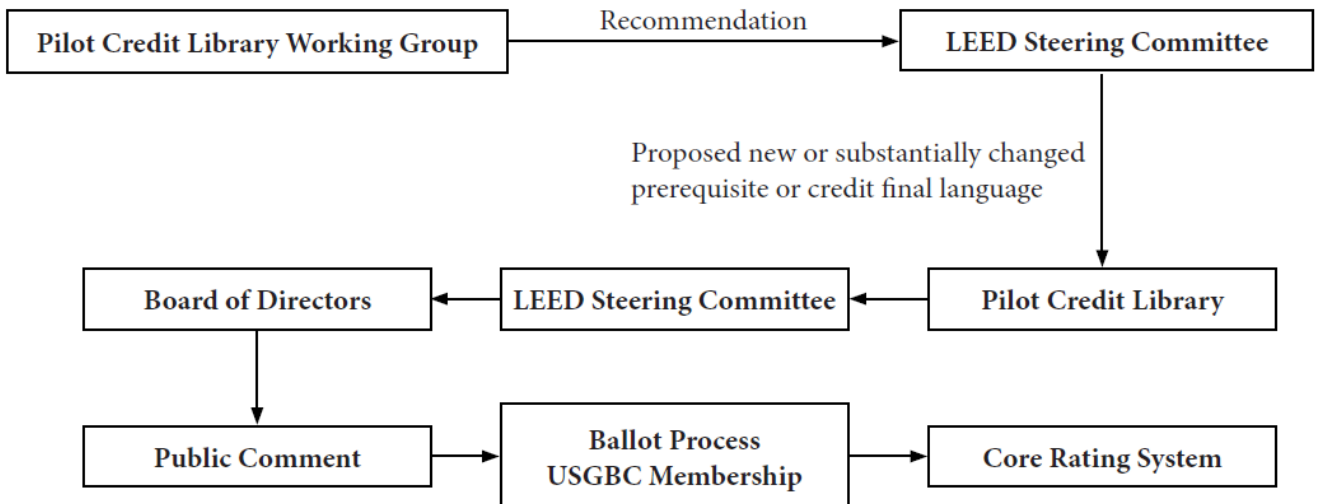 Pilot Credit Library Working Group
Recommendation
LEED Steering Committee
Proposed new or substantially changed
prerequisite or credit final language
Board of Directors
LEED Steering Committee
Pilot Credit Library
Public Comment
Ballot Process
USGBC Membership
Core Rating System